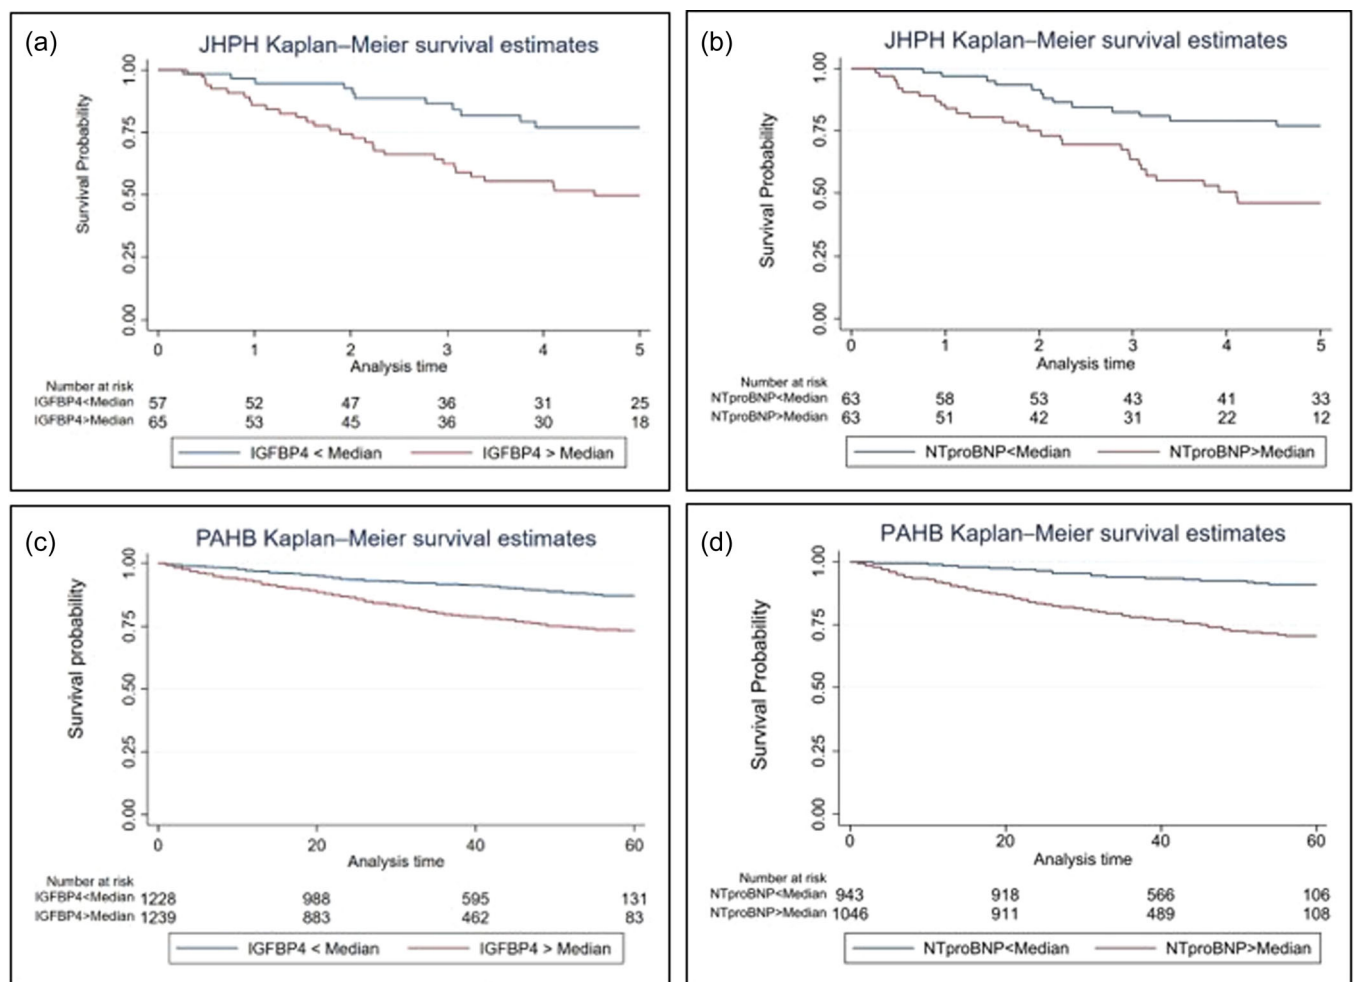 (a)
JHPH Kaplan–Meier survival estimates
Survival Probability
1.00
0.75
0.50
0.25
0.00
0 1 2 3 4 5
Analysis time
Number at risk
IGFBP4<Median 57 52 47 36 31 25
IGFBP4>Median 65 53 45 36 30 18
IGFBP4 < Median IGFBP4 > Median
(b)
JHPH Kaplan–Meier survival estimates
Survival Probability
1.00
0.75
0.50
0.25
0.00
0 1 2 3 4 5
Analysis time
Number at risk
NTproBNP<Median 63 58 53 43 41 33
NTproBNP>Median 63 51 42 31 22 12
NTproBNP<Median NTproBNP>Median
(c)
PAHB Kaplan–Meier survival estimates
Survival probability
1.00
0.75
0.50
0.25
0.00
0 20 40 60
Analysis time
Number at risk
IGFBP4<Median 1228 988 595 131
IGFBP4>Median 1239 883 462 83
IGFBP4 < Median IGFBP4 > Median
(d)
PAHB Kaplan–Meier survival estimates
Survival Probability
1.00
0.75
0.50
0.25
0.00
0 20 40 60
Analysis time
Number at risk
NTproBNP<Median 943 918 566 106
NTproBNP>Median 1046 911 489 108
NTproBNP<Median NTproBNP>Median